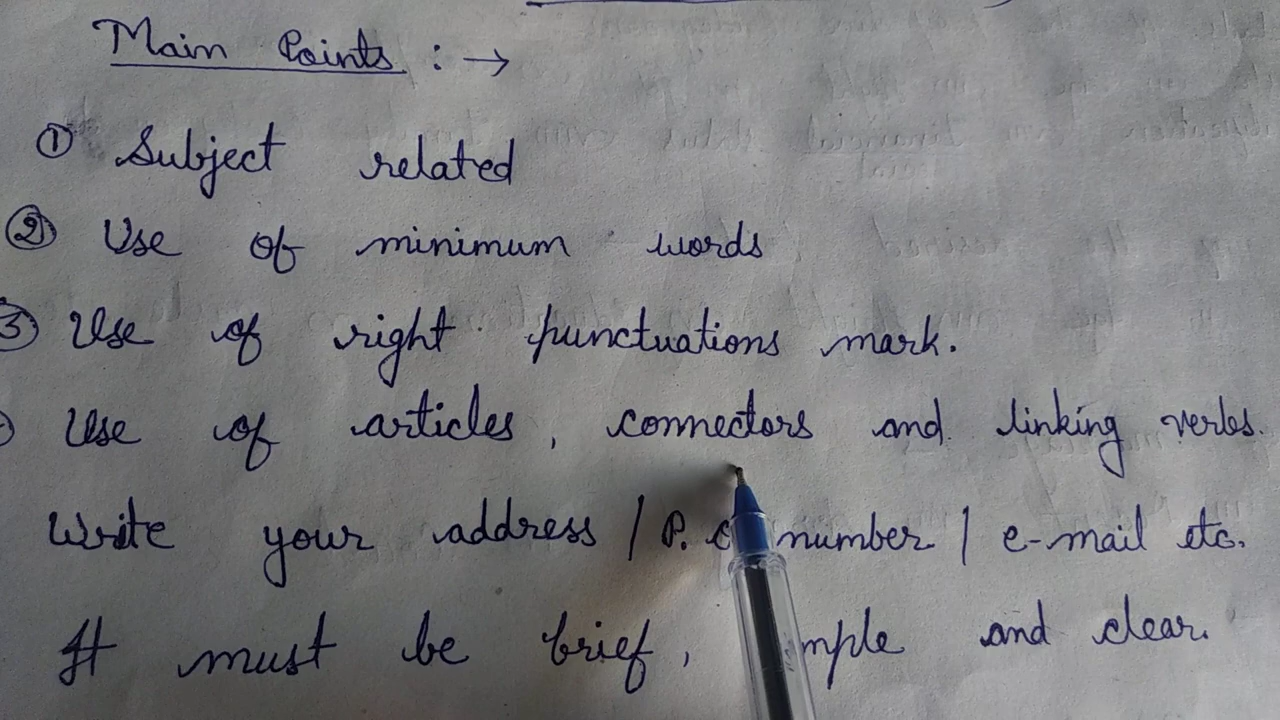 Main Points : →
① Subject related
② Use of minimum words
③ Use of right punctuations mark.
Use of articles, connectors and linking verbs.
Write your address / P. number / e-mail etc.
It must be brief, and clear.